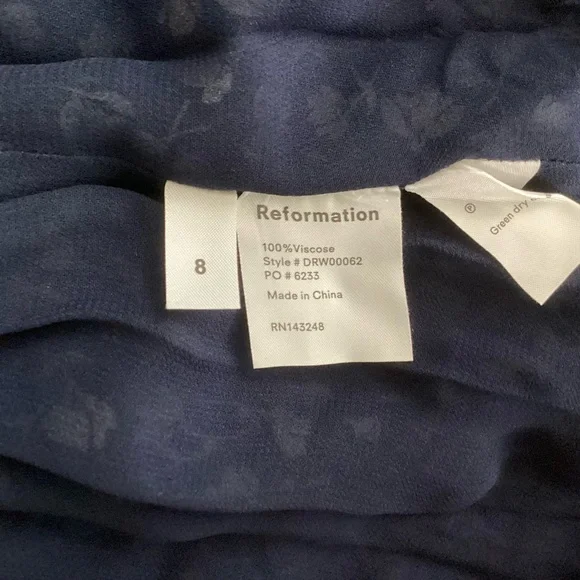 8
Reformation
100%Viscose
Style # DRW00062
PO # 6233
Made in China
RN143248
Ⓟ
Green dry